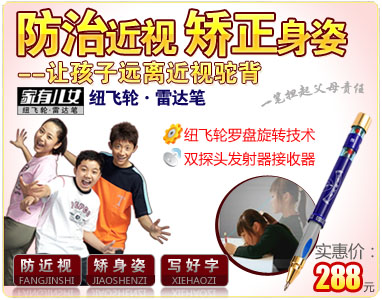 防治近视 矫正身姿
--让孩子远离近视驼背
家有儿女 纽飞轮·雷达笔
纽飞轮·雷达笔
一笔担起父母责任
纽飞轮罗盘旋转技术
双探头发射器接收器
防近视 矫身姿 写好字
FANGJINSHI JIAOSHENZI XIEHAOZI
实惠价：
288元